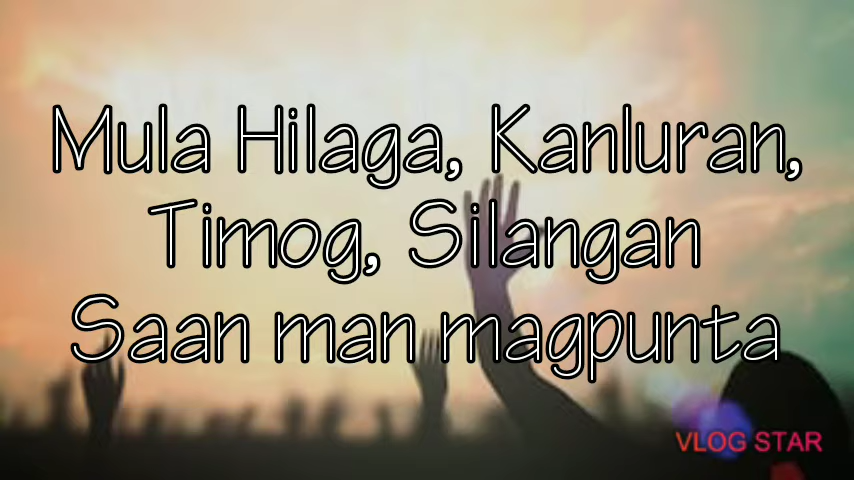 Mula Hilaga, Kanluran,
Timog, Silangan
Saan man magpunta
VLOG STAR